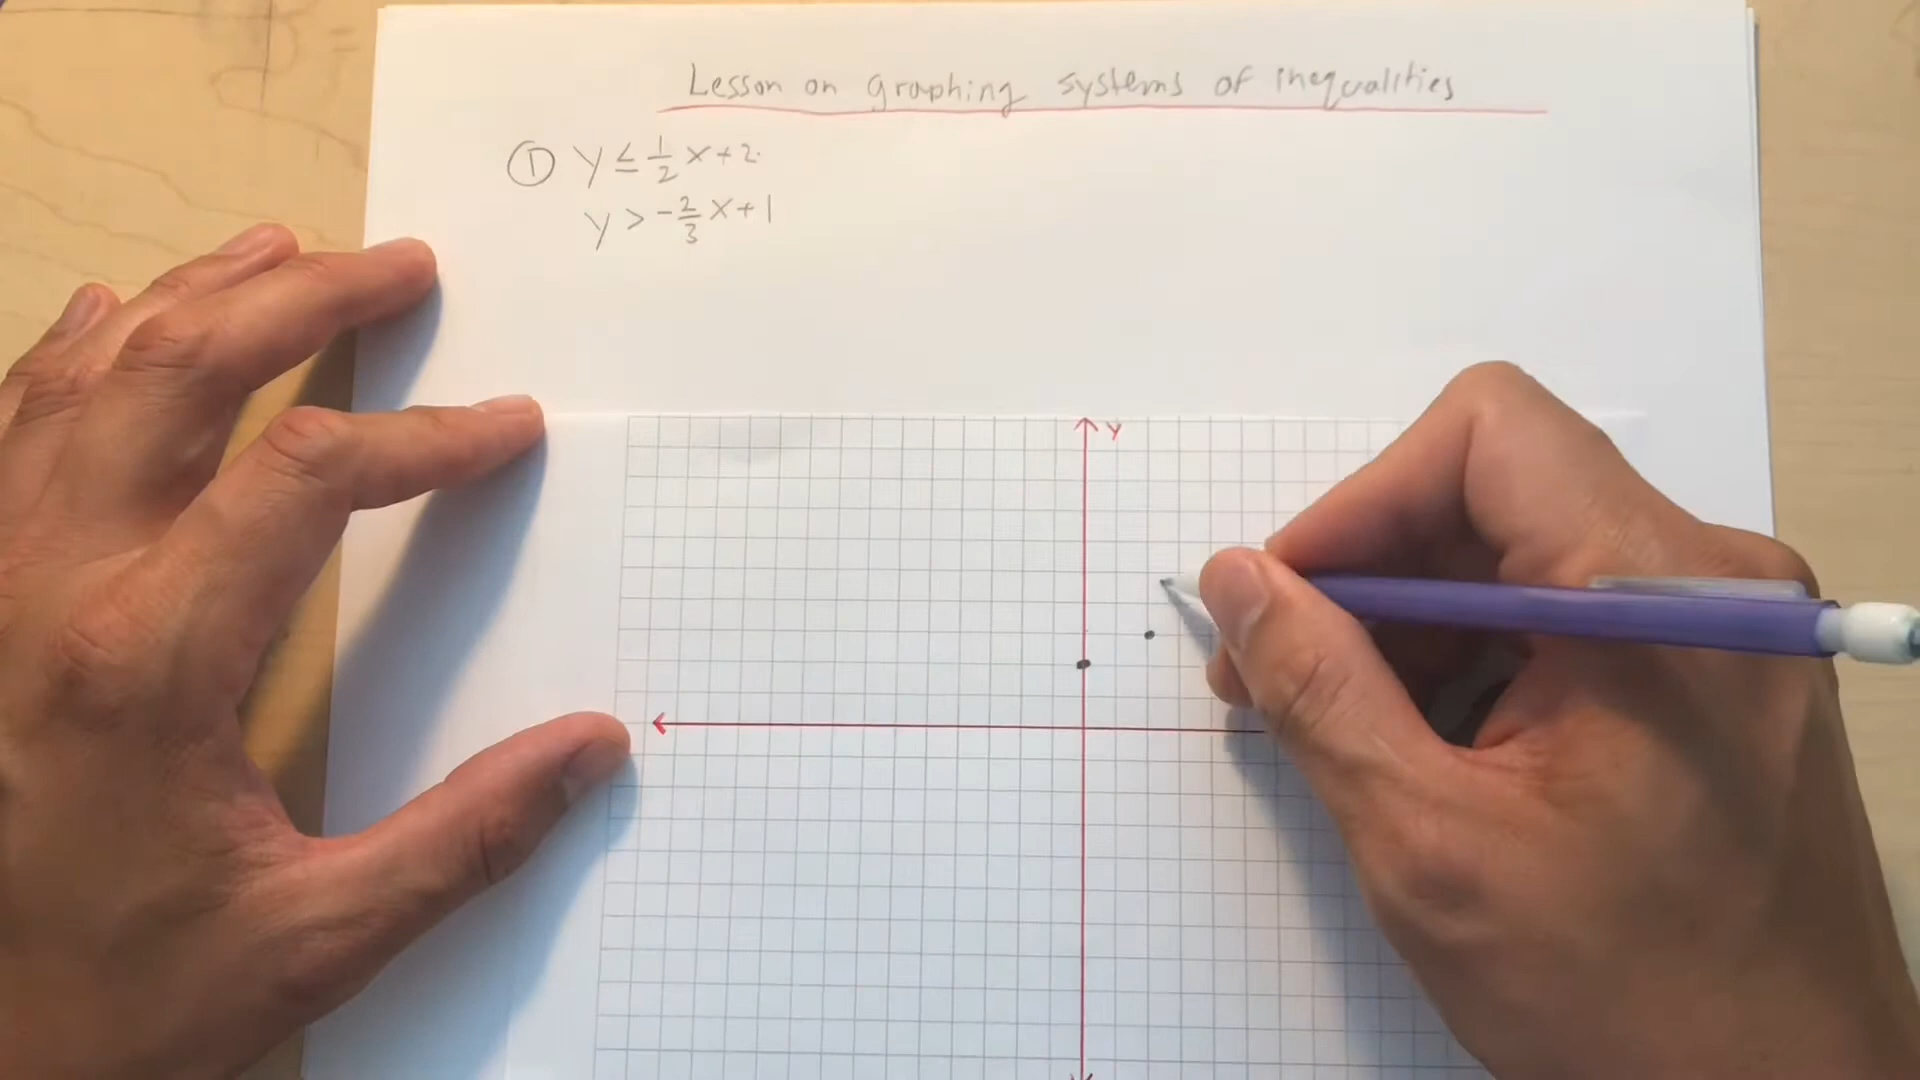 Lesson on Graphing systems of inequalities
① y ≤ 1/2 x + 2
y > -2/3 x + 1
y